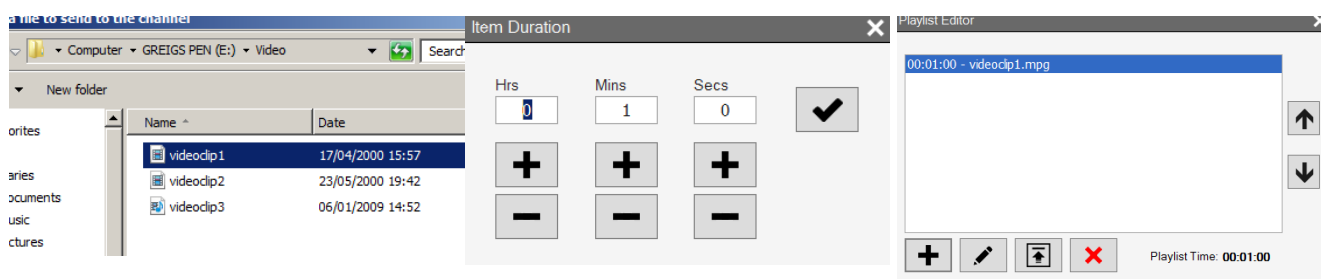 a file to send to the channel
Computer GREIGS PEN (E:) Video
Search
New folder
Name
Date
orites
videoclip1 17/04/2000 15:57
aries
videoclip2 23/05/2000 19:42
ocuments
usic
videoclip3 06/01/2009 14:52
ctures
Item Duration
Hrs Mins Secs
0 1 0
Playlist Editor
00:01:00 - videoclip1.mpg
Playlist Time: 00:01:00